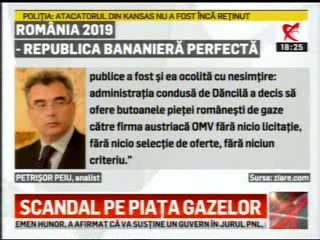 POLIȚIA: ATACATORUL DIN KANSAS NU A FOST ÎNCĂ REȚINUT
ROMÂNIA 2019
- REPUBLICA BANANIERĂ PERFECTĂ
18:25
publice a fost și ea ocolită cu nesimțire:
administrația condusă de Dăncilă a decis să
ofere butoanele pieței românești de gaze
către firma austriacă OMV fără nicio licitație,
fără nicio selecție de oferte, fără niciun
criteriu.”
PETRIȘOR PEIU, analist
Sursa: ziare.com
SCANDAL PE PIAȚA GAZELOR
EMEN HUNOR, A AFIRMAT CĂ VA SUSȚINE UN GUVERN ÎN JURUL PNL.